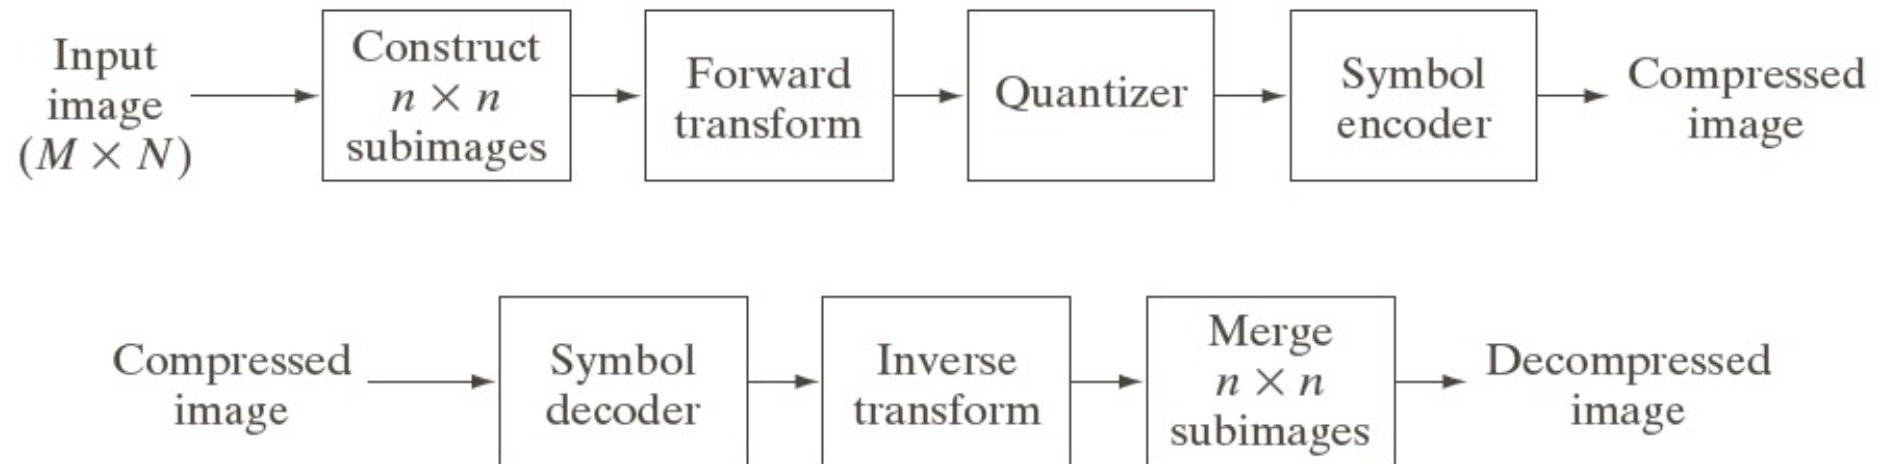 Input
image
(M × N)
Construct
n × n
subimages
Forward
transform
Quantizer
Symbol
encoder
Compressed
image
Compressed
image
Symbol
decoder
Inverse
transform
Merge
n × n
subimages
Decompressed
image